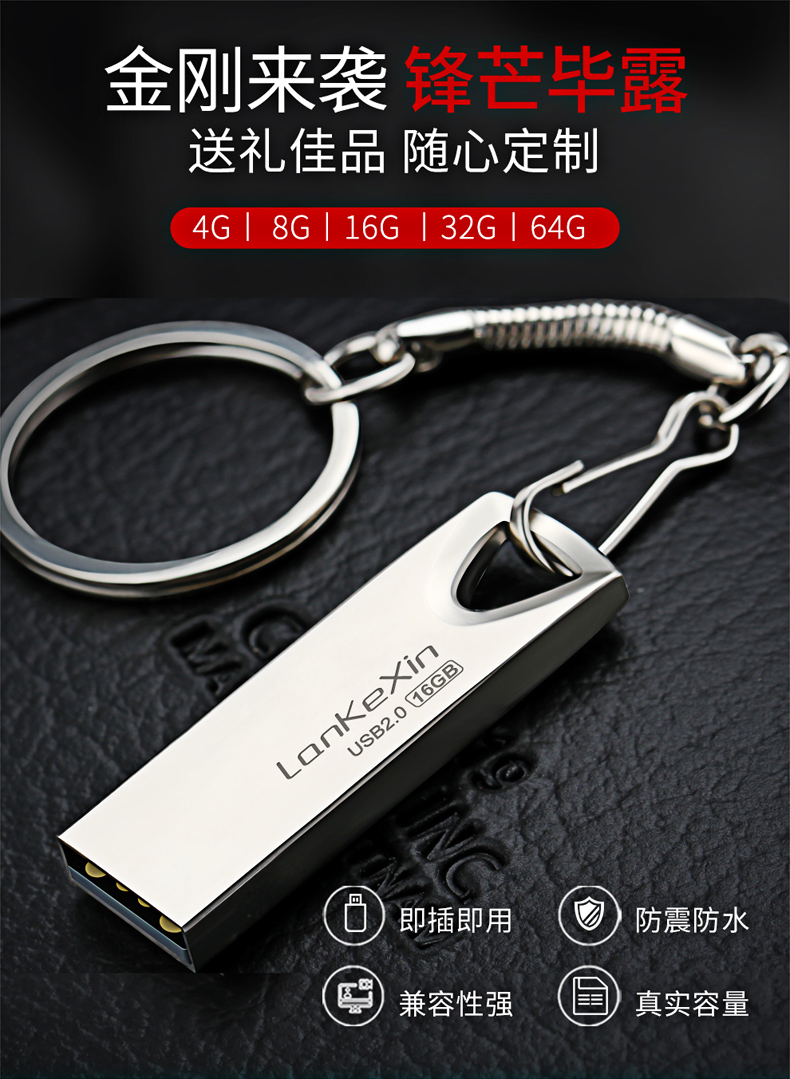 金刚来袭 锋芒毕露
送礼佳品 随心定制
4G | 8G | 16G | 32G | 64G
LanKeXin
USB2.0 16GB
即插即用
防震防水
兼容性强
真实容量